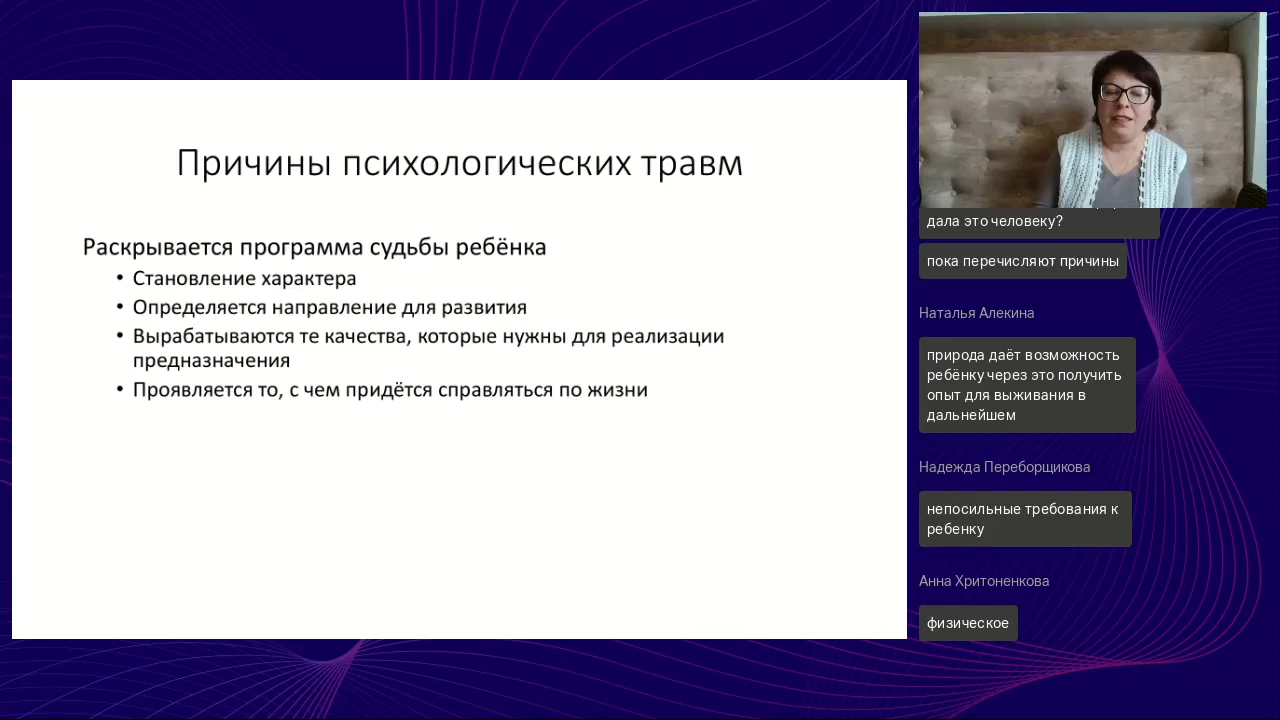 Причины психологических травм
Раскрывается программа судьбы ребёнка
• Становление характера
• Определяется направление для развития
• Вырабатываются те качества, которые нужны для реализации
предназначения
• Проявляется то, с чем придётся справляться по жизни
дала это человеку?
пока перечисляют причины
Наталья Алекина
природа даёт возможность
ребёнку через это получить
опыт для выживания в
дальнейшем
Надежда Переборщикова
непосильные требования к
ребенку
Анна Хритоненкова
физическое